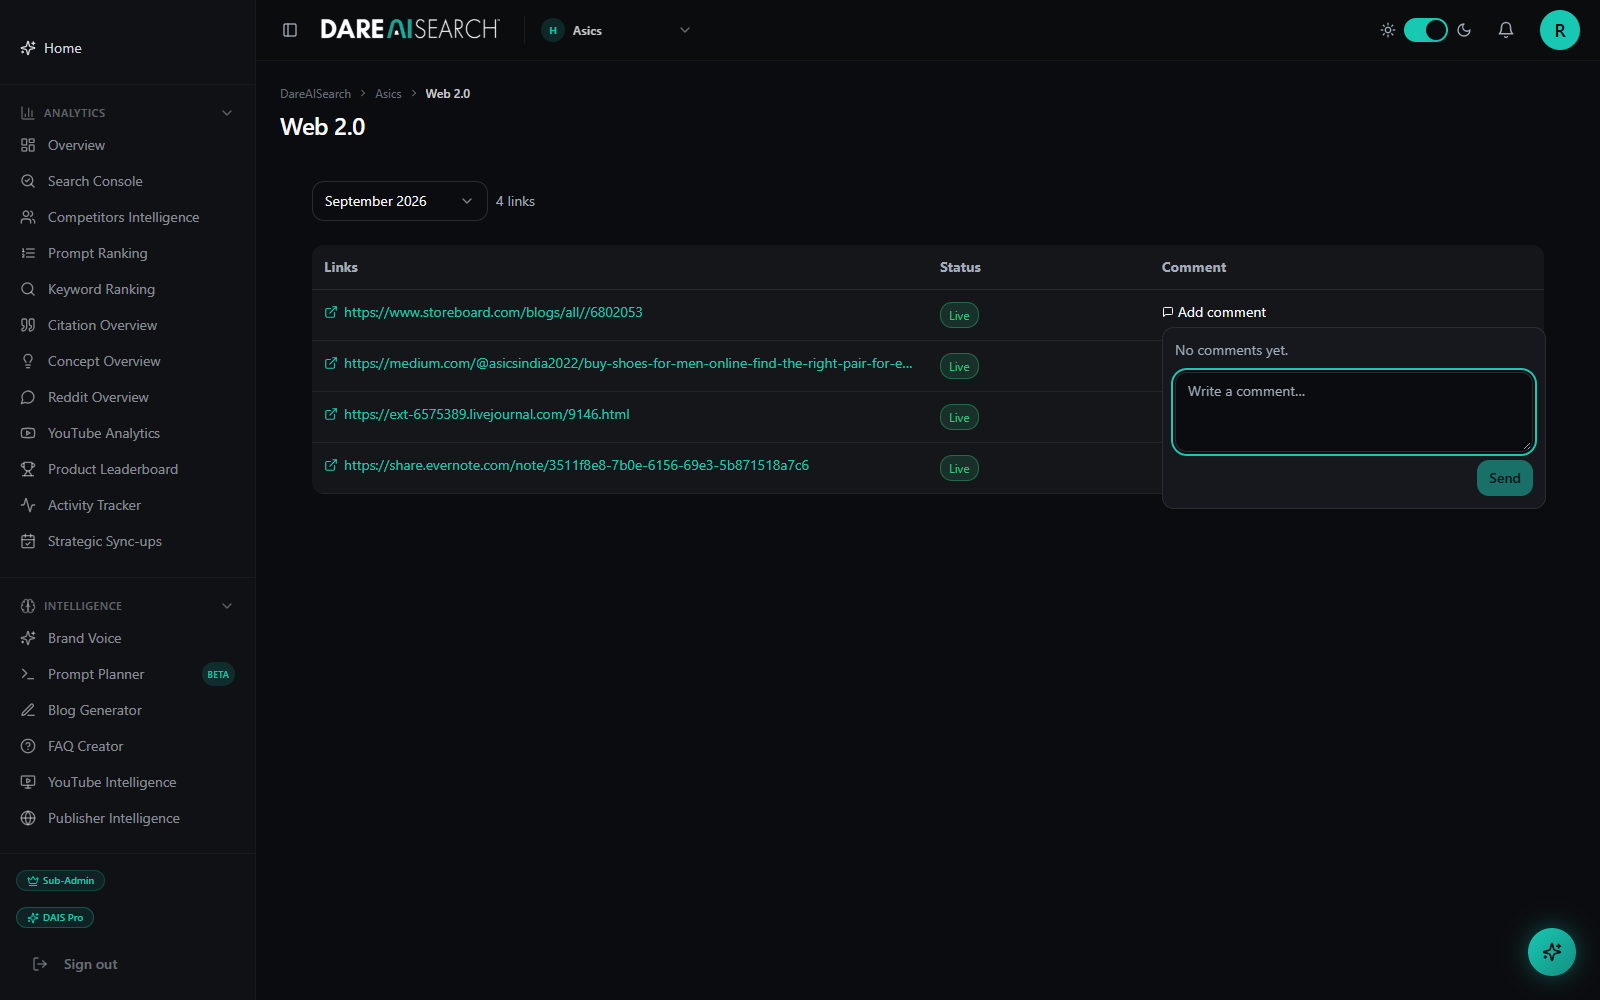 Home
ANALYTICS
Overview
Search Console
Competitors Intelligence
Prompt Ranking
Keyword Ranking
Citation Overview
Concept Overview
Reddit Overview
YouTube Analytics
Product Leaderboard
Activity Tracker
Strategic Sync-ups
INTELLIGENCE
Brand Voice
Prompt Planner BETA
Blog Generator
FAQ Creator
YouTube Intelligence
Publisher Intelligence
Sub-Admin
DAIS Pro
Sign out
DARE AI SEARCH H Asics R
DareAISearch > Asics > Web 2.0
Web 2.0
September 2026 4 links
Links Status Comment
https://www.storeboard.com/blogs/all//6802053 Live Add comment
https://medium.com/@asicsindia2022/buy-shoes-for-men-online-find-the-right-pair-for-e... Live
https://ext-6575389.livejournal.com/9146.html Live
https://share.evernote.com/note/3511f8e8-7b0e-6156-69e3-5b871518a7c6 Live
No comments yet.
Write a comment...
Send